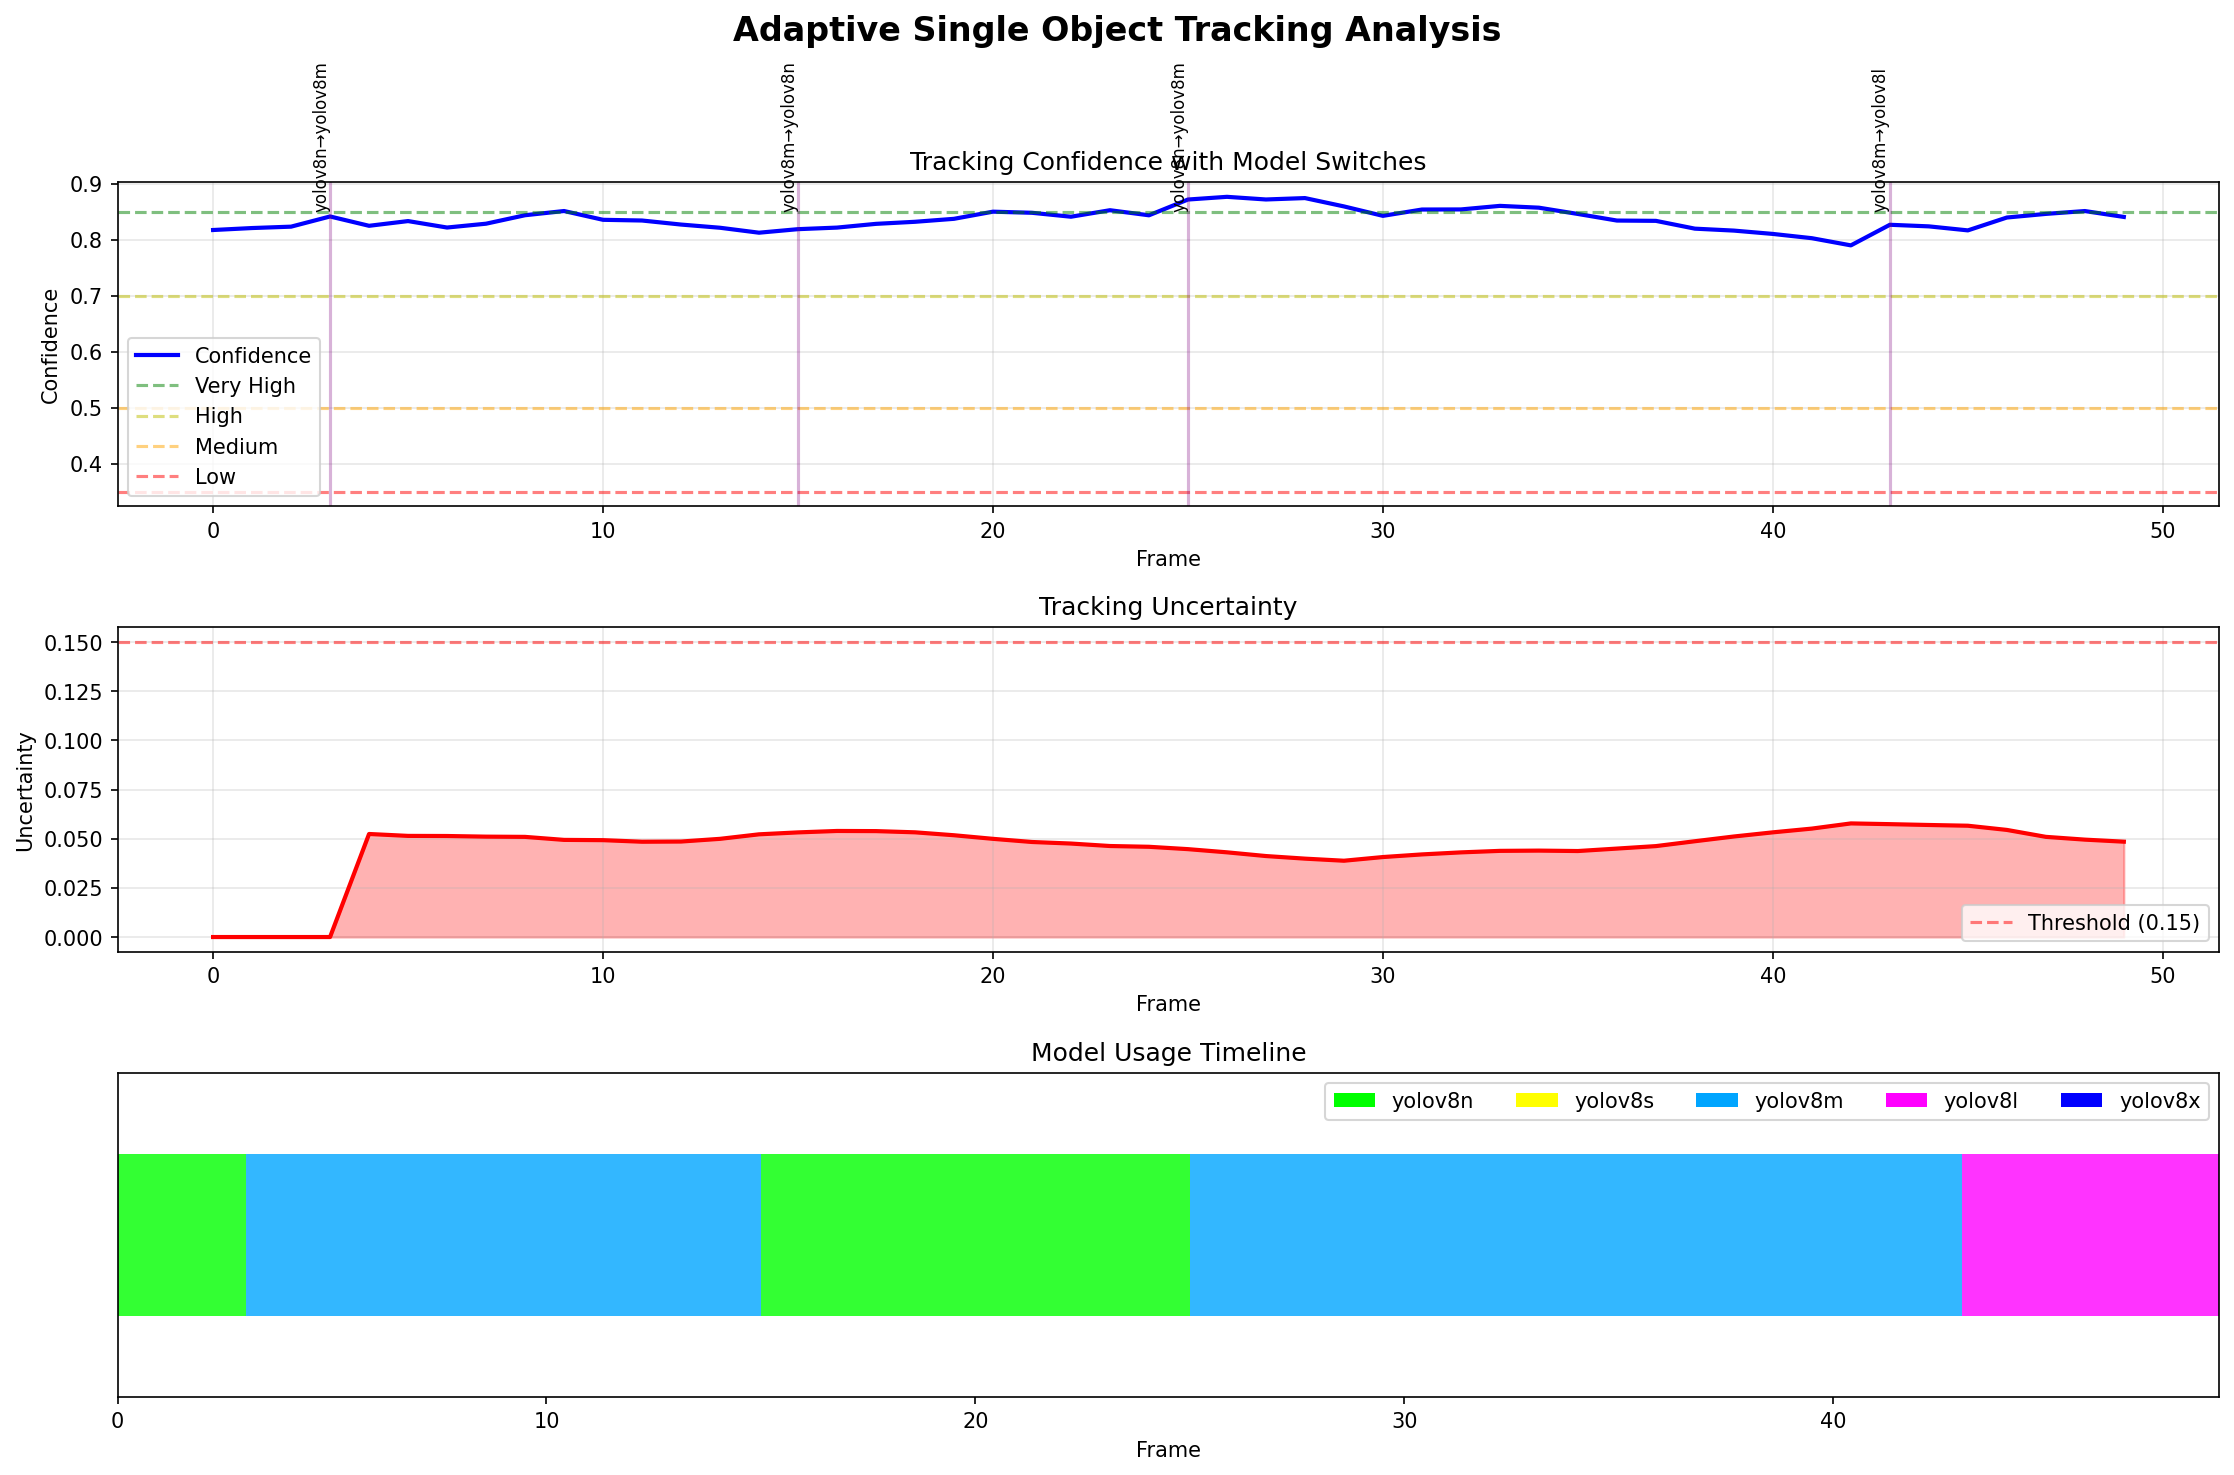 Adaptive Single Object Tracking Analysis
yolov8n→yolov8m
yolov8m→yolov8n
yolov8n→yolov8m
yolov8m→yolov8l
Tracking Confidence with Model Switches
Confidence
0.9
0.8
0.7
0.6
0.5
0.4
Confidence
Very High
High
Medium
Low
0 10 20 30 40 50
Frame
Tracking Uncertainty
Uncertainty
0.150
0.125
0.100
0.075
0.050
0.025
0.000
Threshold (0.15)
0 10 20 30 40 50
Frame
Model Usage Timeline
yolov8n yolov8s yolov8m yolov8l yolov8x
0 10 20 30 40
Frame